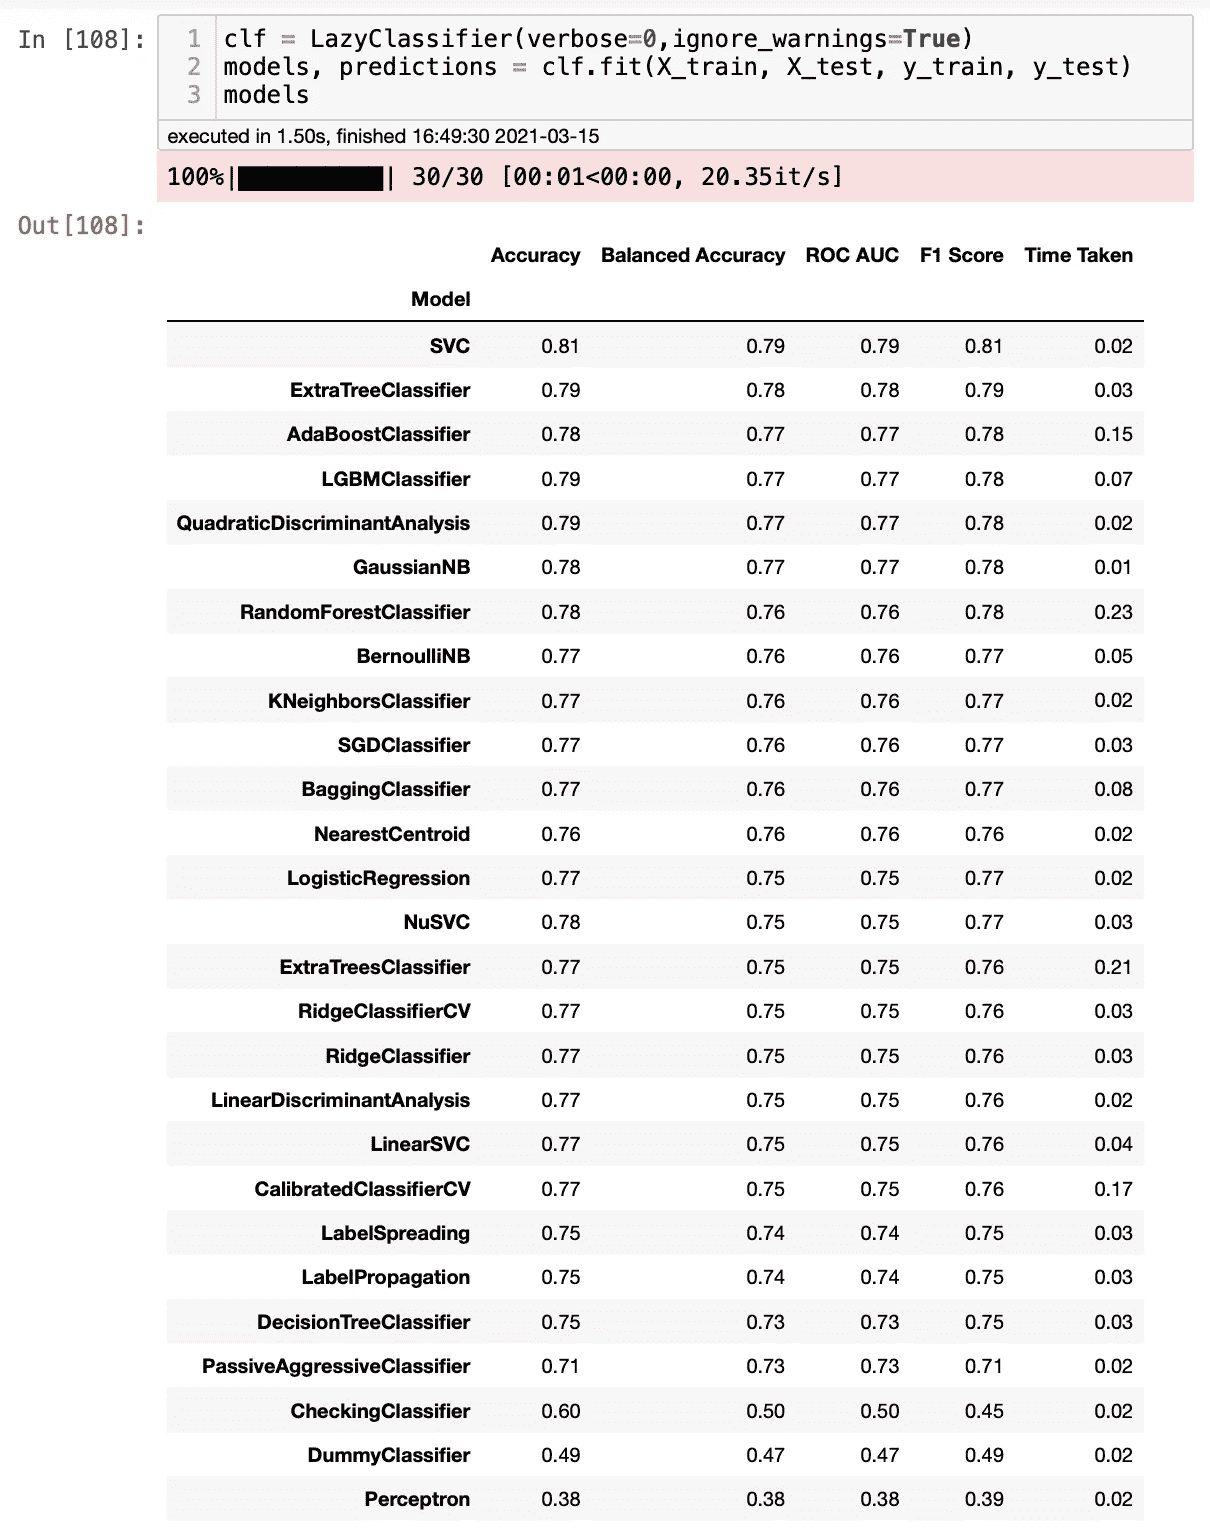 In [108]:
1 clf = LazyClassifier(verbose=0,ignore_warnings=True)
2 models, predictions = clf.fit(X_train, X_test, y_train, y_test)
3 models
executed in 1.50s, finished 16:49:30 2021-03-15
100%|██████████| 30/30 [00:01<00:00, 20.35it/s]
Out[108]:
Accuracy Balanced Accuracy ROC AUC F1 Score Time Taken
Model
SVC 0.81 0.79 0.79 0.81 0.02
ExtraTreeClassifier 0.79 0.78 0.78 0.79 0.03
AdaBoostClassifier 0.78 0.77 0.77 0.78 0.15
LGBMClassifier 0.79 0.77 0.77 0.78 0.07
QuadraticDiscriminantAnalysis 0.79 0.77 0.77 0.78 0.02
GaussianNB 0.78 0.77 0.77 0.78 0.01
RandomForestClassifier 0.78 0.76 0.76 0.78 0.23
BernoulliNB 0.77 0.76 0.76 0.77 0.05
KNeighborsClassifier 0.77 0.76 0.76 0.77 0.02
SGDClassifier 0.77 0.76 0.76 0.77 0.03
BaggingClassifier 0.77 0.76 0.76 0.77 0.08
NearestCentroid 0.76 0.76 0.76 0.76 0.02
LogisticRegression 0.77 0.75 0.75 0.77 0.02
NuSVC 0.78 0.75 0.75 0.77 0.03
ExtraTreesClassifier 0.77 0.75 0.75 0.76 0.21
RidgeClassifierCV 0.77 0.75 0.75 0.76 0.03
RidgeClassifier 0.77 0.75 0.75 0.76 0.03
LinearDiscriminantAnalysis 0.77 0.75 0.75 0.76 0.02
LinearSVC 0.77 0.75 0.75 0.76 0.04
CalibratedClassifierCV 0.77 0.75 0.75 0.76 0.17
LabelSpreading 0.75 0.74 0.74 0.75 0.03
LabelPropagation 0.75 0.74 0.74 0.75 0.03
DecisionTreeClassifier 0.75 0.73 0.73 0.75 0.03
PassiveAggressiveClassifier 0.71 0.73 0.73 0.71 0.02
CheckingClassifier 0.60 0.50 0.50 0.45 0.02
DummyClassifier 0.49 0.47 0.47 0.49 0.02
Perceptron 0.38 0.38 0.38 0.39 0.02